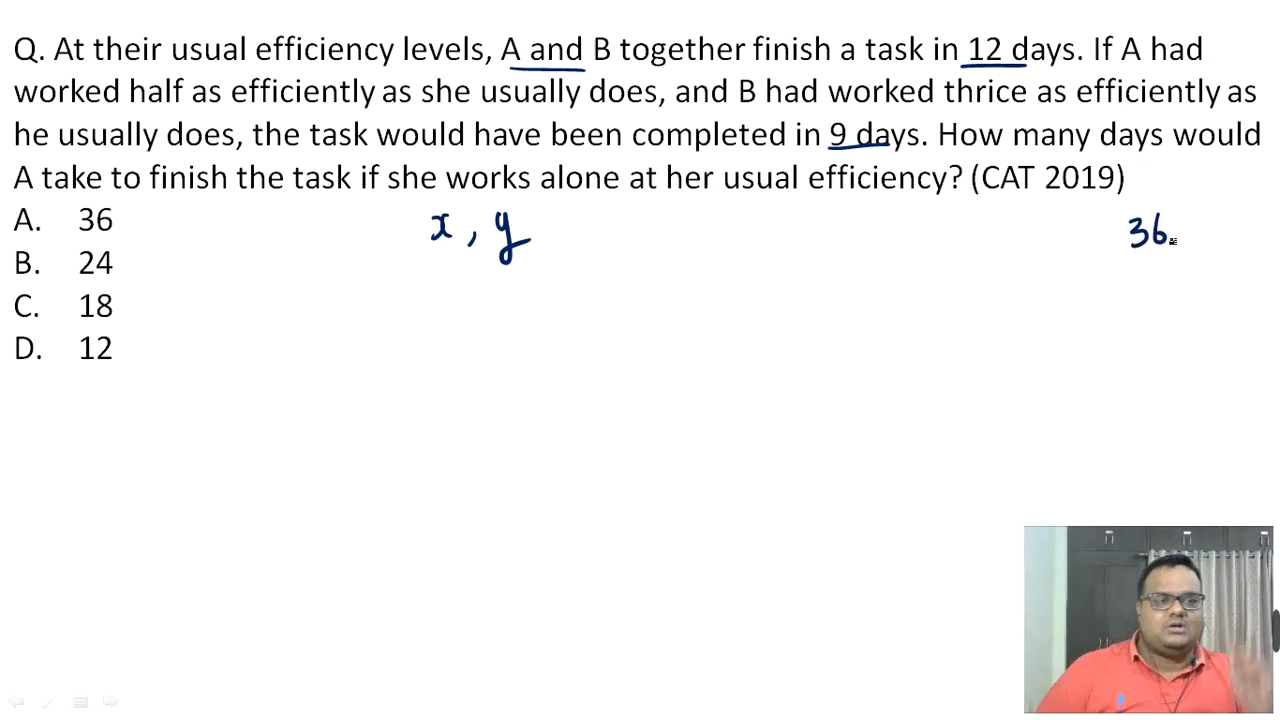 Q. At their usual efficiency levels, A and B together finish a task in 12 days. If A had
worked half as efficiently as she usually does, and B had worked thrice as efficiently as
he usually does, the task would have been completed in 9 days. How many days would
A take to finish the task if she works alone at her usual efficiency? (CAT 2019)
A. 36
B. 24
C. 18
D. 12
x, y
36